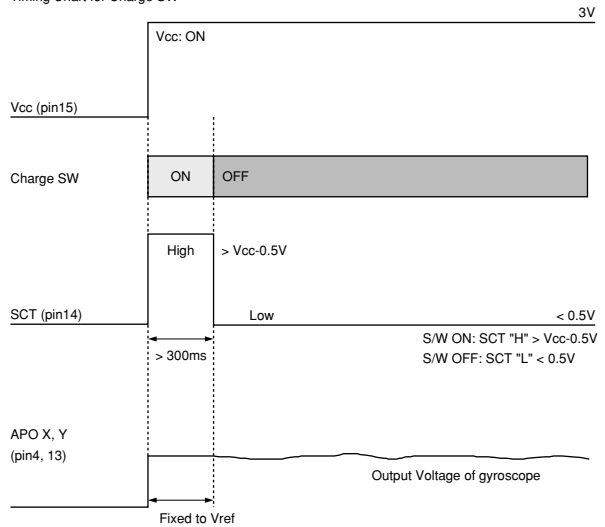 Timing Chart for Charge SW
3V
Vcc: ON
Vcc (pin15)
Charge SW
ON
OFF
High
> Vcc-0.5V
SCT (pin14)
Low
< 0.5V
S/W ON: SCT "H" > Vcc-0.5V
> 300ms
S/W OFF: SCT "L" < 0.5V
APO X, Y
(pin4, 13)
Output Voltage of gyroscope
Fixed to Vref